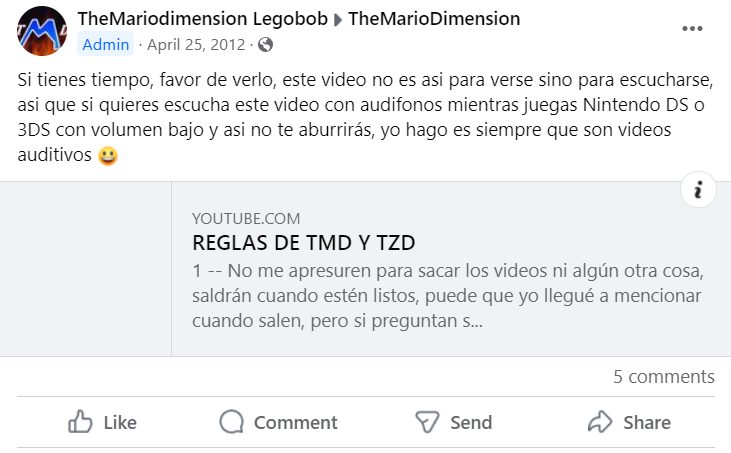 TheMariodimension Legobob TheMarioDimension
Admin · April 25, 2012 ·
Si tienes tiempo, favor de verlo, este video no es asi para verse sino para escucharse,
asi que si quieres escucha este video con audifonos mientras juegas Nintendo DS o
3DS con volumen bajo y asi no te aburrirás, yo hago es siempre que son videos
auditivos 😀
YOUTUBE.COM
REGLAS DE TMD Y TZD
1 -- No me apresuren para sacar los videos ni algún otra cosa,
saldrán cuando estén listos, puede que yo llegué a mencionar
cuando salen, pero si preguntan s...
5 comments
Like Comment Send Share